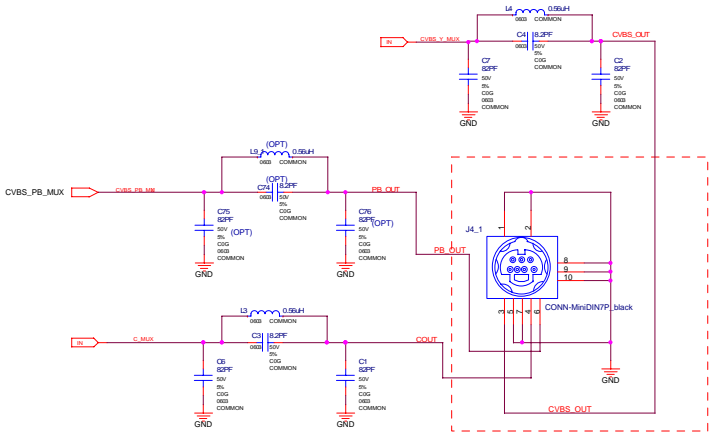 L4 0.56uH
0603 COMMON
C4 8.2PF
0603 50V
5%
C0G
COMMON
IN CVBS_Y_MUX
CVBS_OUT
C7
82PF
50V
5%
C0G
0603
COMMON
GND
C2
82PF
50V
5%
C0G
0603
COMMON
GND
(OPT)
L9_1 0.56uH
0603 COMMON
(OPT)
C74 8.2PF
0603 50V
5%
C0G
COMMON
CVBS_PB_MUX
CVBS_PB_MX
PB_OUT
C75
82PF
50V (OPT)
5%
C0G
0603
COMMON
GND
C76
82PF (OPT)
50V
5%
C0G
0603
COMMON
GND
L3 0.56uH
0603 COMMON
C3 8.2PF
0603 50V
5%
C0G
COMMON
IN C_MUX
COUT
C6
82PF
50V
5%
C0G
0603
COMMON
GND
C1
82PF
50V
5%
C0G
0603
COMMON
GND
J4_1
1 2
PB_OUT
8
9
10
CONN-MiniDIN7P_black
3 5 7 4 6
GND
CVBS_OUT